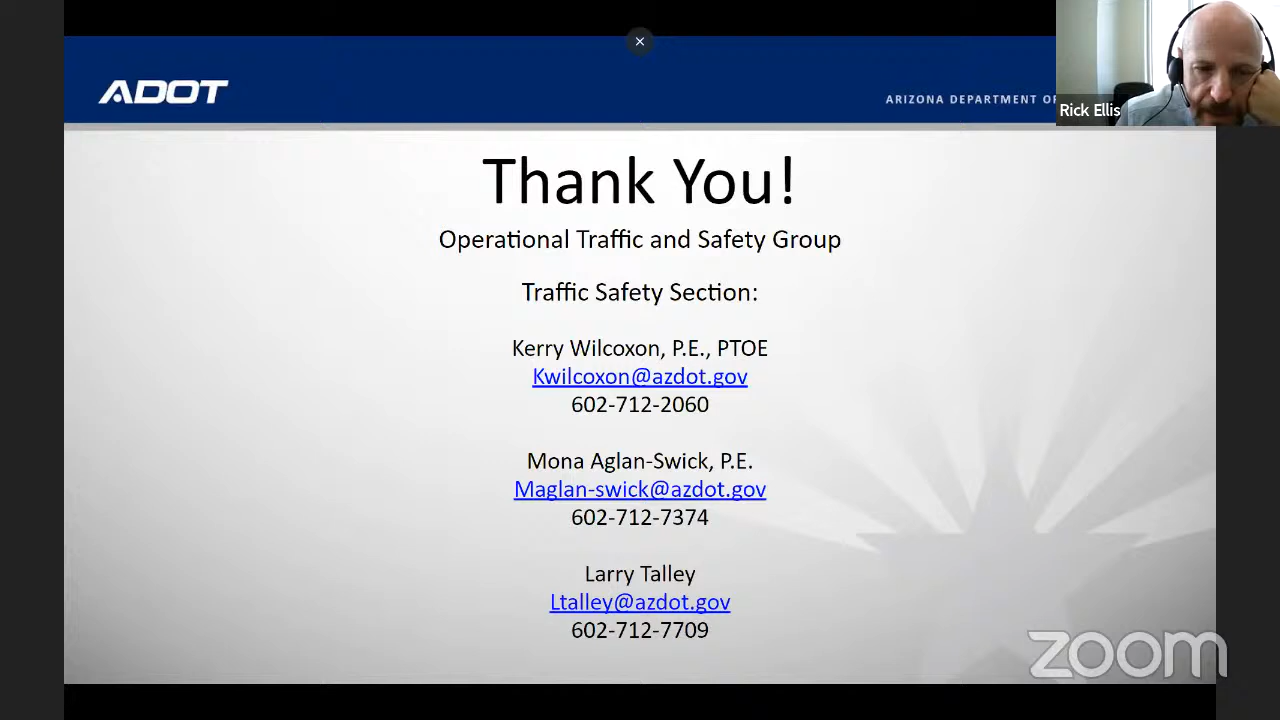 ADOT
ARIZONA DEPARTMENT OF
Rick Ellis
Thank You!
Operational Traffic and Safety Group
Traffic Safety Section:
Kerry Wilcoxon, P.E., PTOE
Kwilcoxon@azdot.gov
602-712-2060
Mona Aglan-Swick, P.E.
Maglan-swick@azdot.gov
602-712-7374
Larry Talley
Ltalley@azdot.gov
602-712-7709
zoom